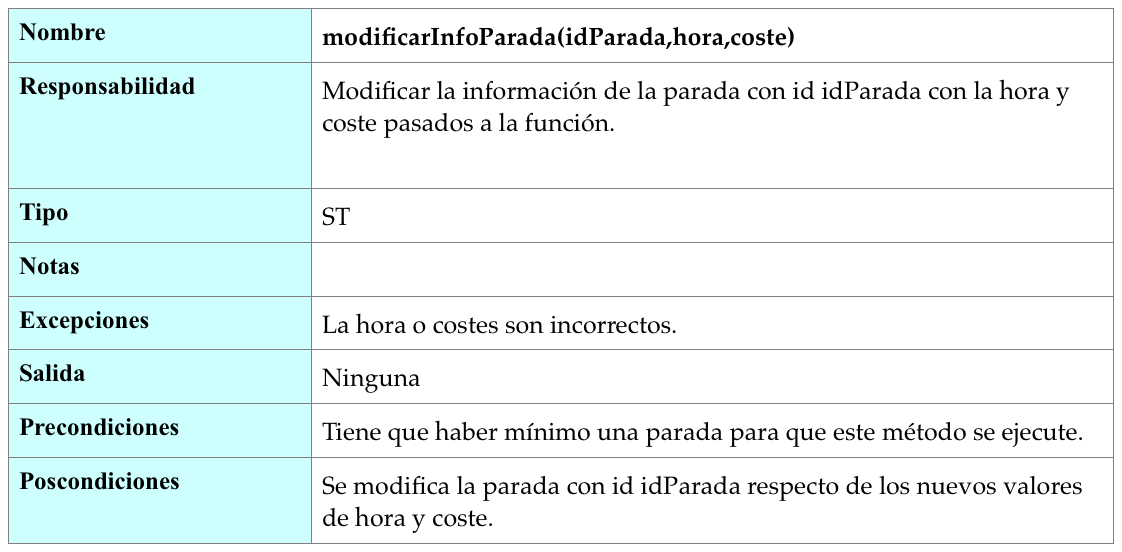 Nombre
modificarInfoParada(idParada,hora,coste)
Responsabilidad
Modificar la información de la parada con id idParada con la hora y
coste pasados a la función.
Tipo
ST
Notas
Excepciones
La hora o costes son incorrectos.
Salida
Ninguna
Precondiciones
Tiene que haber mínimo una parada para que este método se ejecute.
Poscondiciones
Se modifica la parada con id idParada respecto de los nuevos valores
de hora y coste.